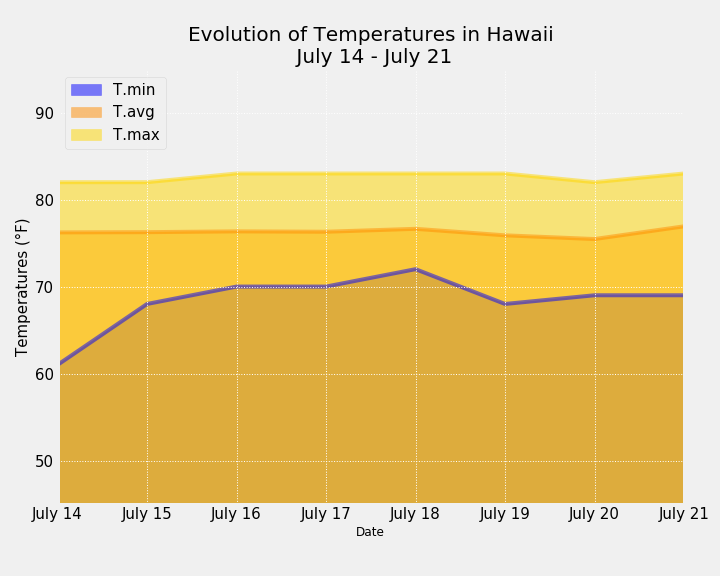 Evolution of Temperatures in Hawaii
July 14 - July 21
T.min
T.avg
T.max
Temperatures (°F)
90
80
70
60
50
July 14 July 15 July 16 July 17 July 18 July 19 July 20 July 21
Date